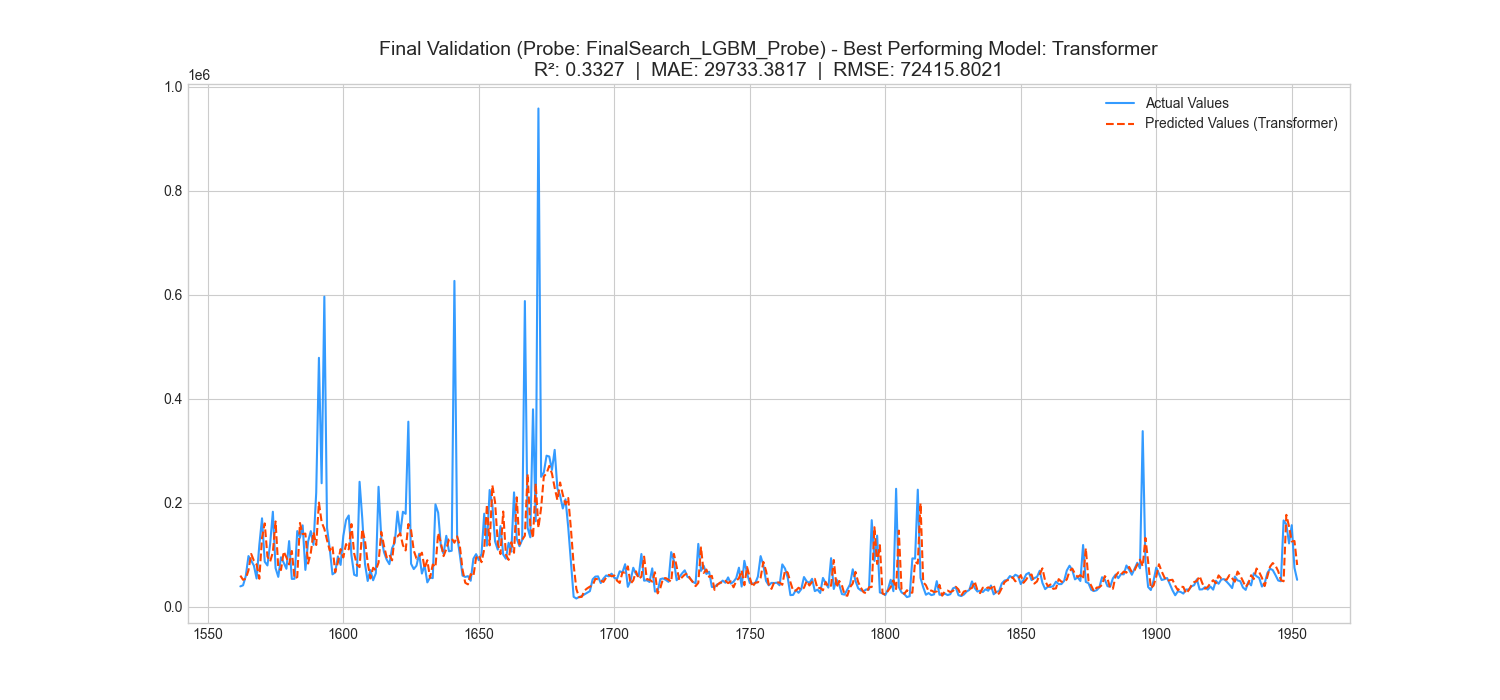 Final Validation (Probe: FinalSearch_LGBM_Probe) - Best Performing Model: Transformer
R²: 0.3327 | MAE: 29733.3817 | RMSE: 72415.8021
1e6
1.0
0.8
0.6
0.4
0.2
0.0
Actual Values
Predicted Values (Transformer)
1550 1600 1650 1700 1750 1800 1850 1900 1950